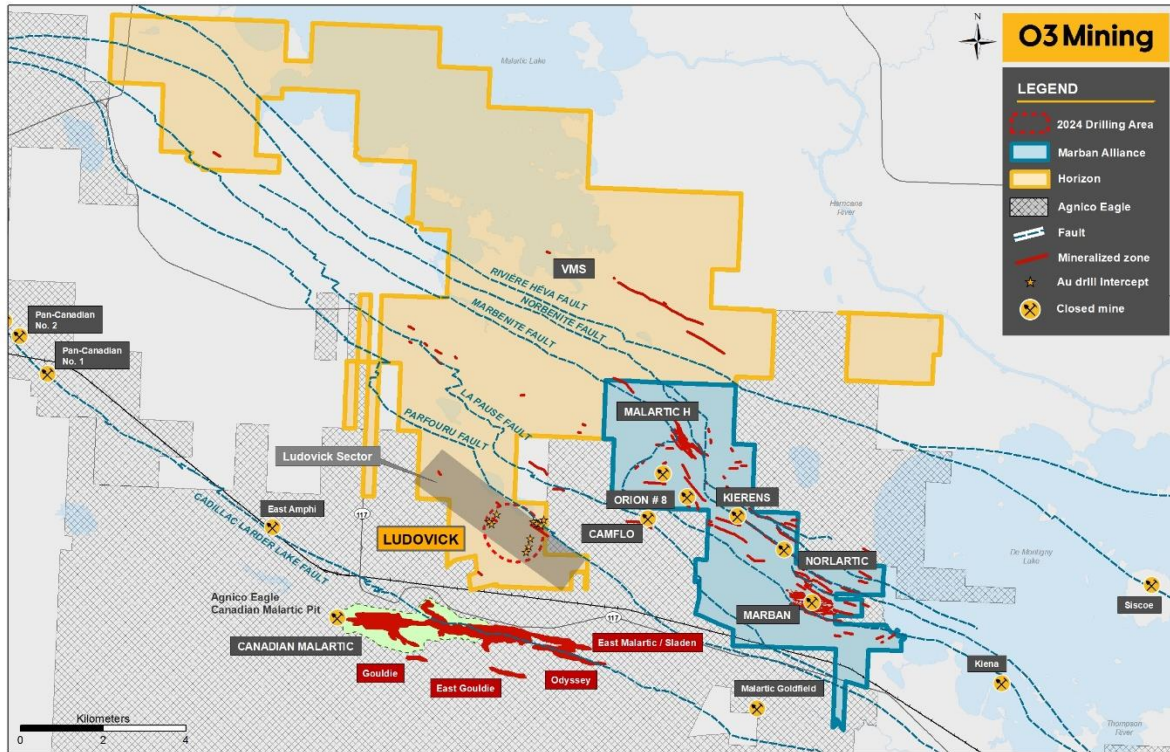 O3 Mining
N
LEGEND
2024 Drilling Area
Marban Alliance
Horizon
Agnico Eagle
Fault
Mineralized zone
Au drill Intercept
Closed mine
Malartic Lake
Harricana
River
VMS
RIVIÈRE HÉVA FAULT
NORBENITE FAULT
MARBENITE FAULT
Pan-Canadian
No. 2
Pan-Canadian
No. 1
LA PAUSE FAULT
PARFOURU FAULT
MALARTIC H
Ludovick Sector
ORION # 8
KIERENS
CAMFLO
117
East Amphi
LUDOVICK
NORLARTIC
De Montigny
Lake
CADILLAC LARDER LAKE FAULT
Siscoe
Agnico Eagle
Canadian Malartic Pit
MARBAN
117
CANADIAN MALARTIC
East Malartic / Sladen
Gouldie
East Gouldie
Odyssey
Kiena
Malartic Goldfield
Kilometers
0 2 4
Thompson
River